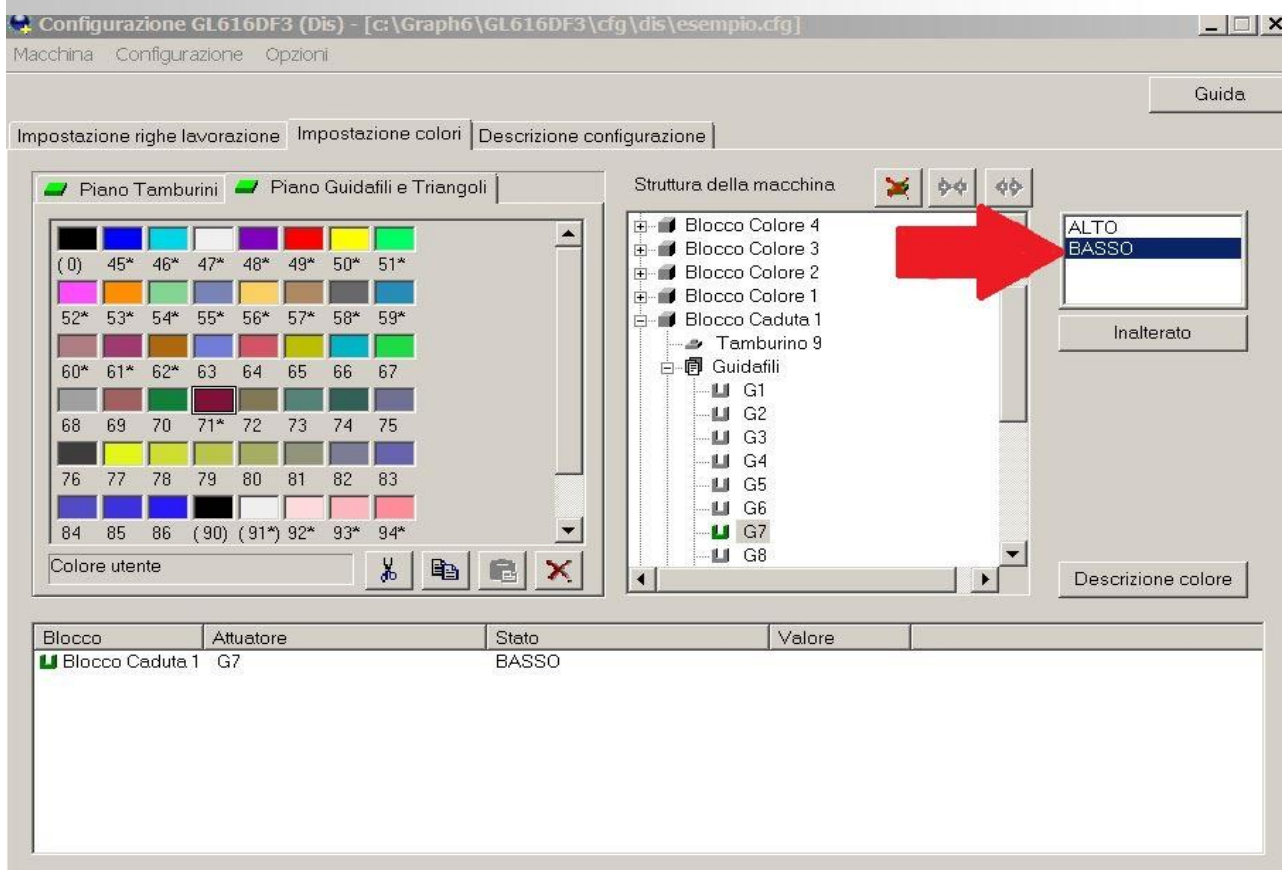 Configurazione GL616DF3 (Dis) - [c:\Graph6\GL616DF3\cfg\dis\esempio.cfg]
Macchina Configurazione Opzioni
Guida
Impostazione righe lavorazione Impostazione colori Descrizione configurazione
Piano Tamburini Piano Guidafili e Triangoli
( 0) 45* 46* 47* 48* 49* 50* 51*
52* 53* 54* 55* 56* 57* 58* 59*
60* 61* 62* 63 64 65 66 67
68 69 70 71* 72 73 74 75
76 77 78 79 80 81 82 83
84 85 86 ( 90) ( 91*) 92* 93* 94*
Colore utente
Struttura della macchina
Blocco Colore 4
Blocco Colore 3
Blocco Colore 2
Blocco Colore 1
Blocco Caduta 1
Tamburino 9
Guidafili
G1
G2
G3
G4
G5
G6
G7
G8
ALTO
BASSO
Inalterato
Descrizione colore
Blocco Attuatore Stato Valore
Blocco Caduta 1 G7 BASSO